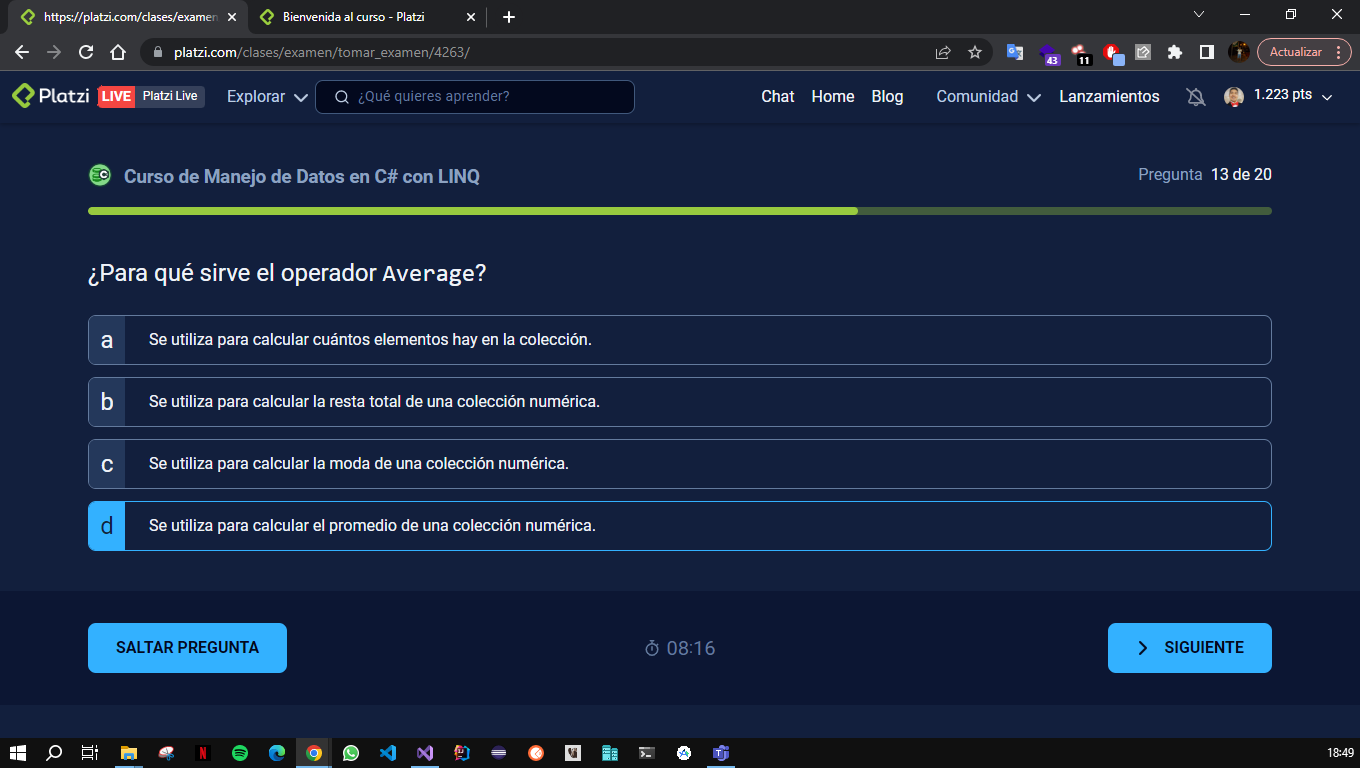 https://platzi.com/clases/examen
Bienvenida al curso - Platzi
platzi.com/clases/examen/tomar_examen/4263/
43
11
Actualizar
Platzi
LIVE
Platzi Live
Explorar
¿Qué quieres aprender?
Chat
Home
Blog
Comunidad
Lanzamientos
1.223 pts
Curso de Manejo de Datos en C# con LINQ
Pregunta 13 de 20
¿Para qué sirve el operador Average?
a Se utiliza para calcular cuántos elementos hay en la colección.
b Se utiliza para calcular la resta total de una colección numérica.
c Se utiliza para calcular la moda de una colección numérica.
d Se utiliza para calcular el promedio de una colección numérica.
SALTAR PREGUNTA
08:16
SIGUIENTE
18:49